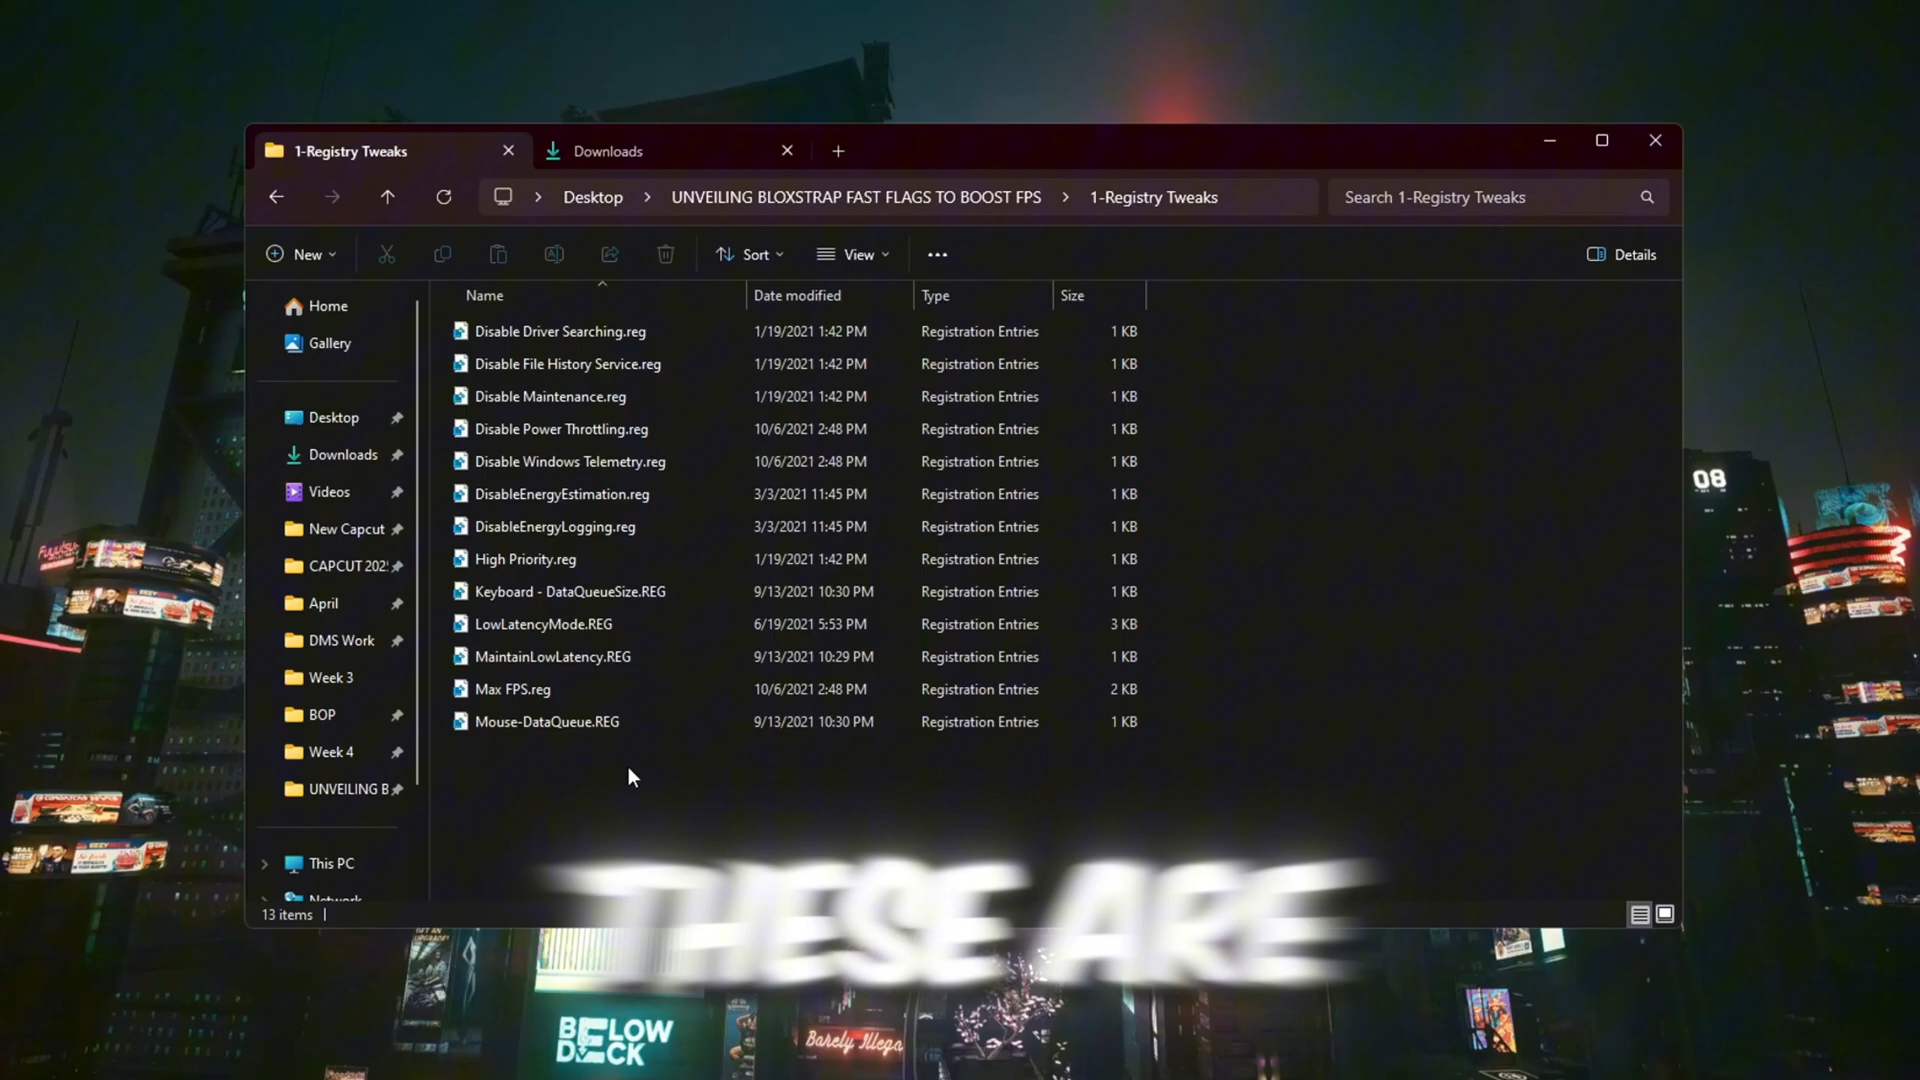 1-Registry Tweaks
Downloads
Desktop > UNVEILING BLOXSTRAP FAST FLAGS TO BOOST FPS > 1-Registry Tweaks
Search 1-Registry Tweaks
New
Sort
View
Details
Name Date modified Type Size
Disable Driver Searching.reg 1/19/2021 1:42 PM Registration Entries 1 KB
Disable File History Service.reg 1/19/2021 1:42 PM Registration Entries 1 KB
Disable Maintenance.reg 1/19/2021 1:42 PM Registration Entries 1 KB
Disable Power Throttling.reg 10/6/2021 2:48 PM Registration Entries 1 KB
Disable Windows Telemetry.reg 10/6/2021 2:48 PM Registration Entries 1 KB
DisableEnergyEstimation.reg 3/3/2021 11:45 PM Registration Entries 1 KB
DisableEnergyLogging.reg 3/3/2021 11:45 PM Registration Entries 1 KB
High Priority.reg 1/19/2021 1:42 PM Registration Entries 1 KB
Keyboard - DataQueueSize.REG 9/13/2021 10:30 PM Registration Entries 1 KB
LowLatencyMode.REG 6/19/2021 5:53 PM Registration Entries 3 KB
MaintainLowLatency.REG 9/13/2021 10:29 PM Registration Entries 1 KB
Max FPS.reg 10/6/2021 2:48 PM Registration Entries 2 KB
Mouse-DataQueue.REG 9/13/2021 10:30 PM Registration Entries 1 KB
Home
Gallery
Desktop
Downloads
Videos
New Capcut
CAPCUT 202
April
DMS Work
Week 3
BOP
Week 4
UNVEILING B
This PC
Network
13 items
THESE ARE
08
BELOW
DECK
Barely Illega